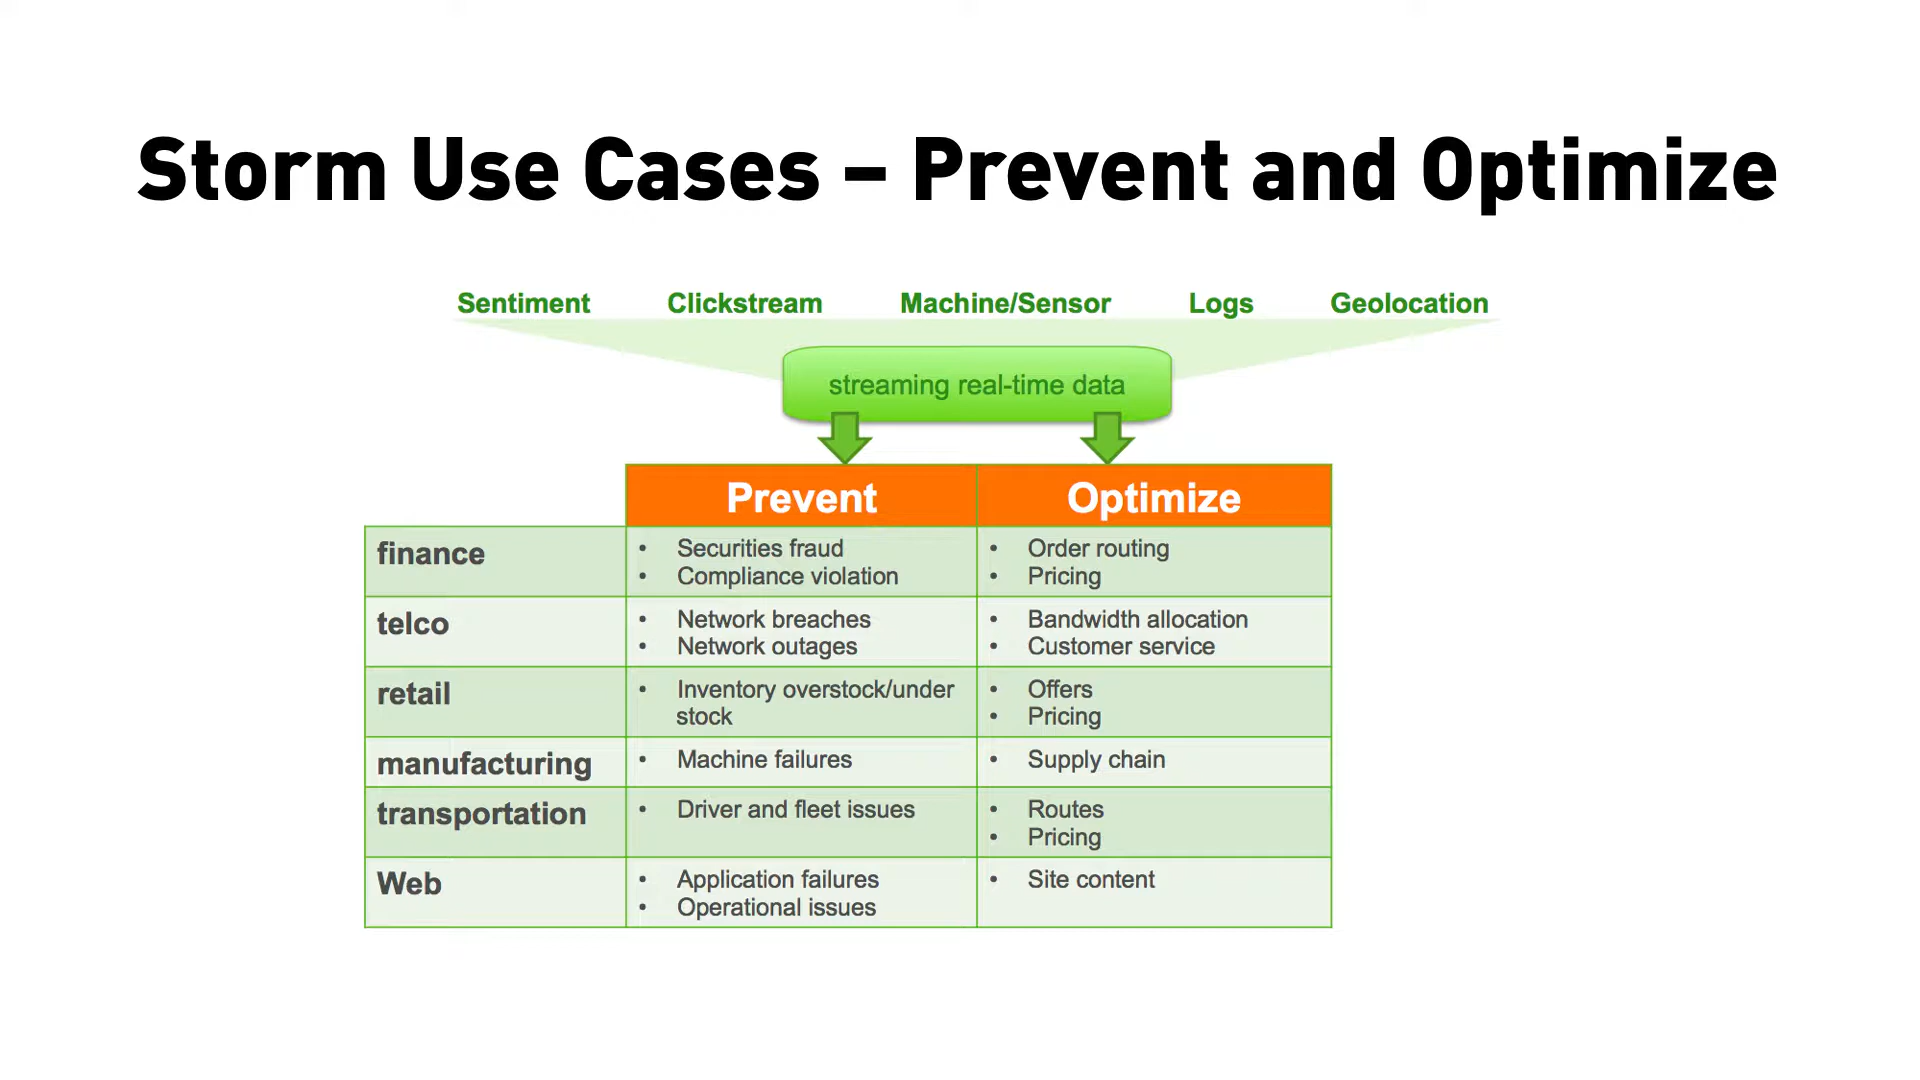 Storm Use Cases – Prevent and Optimize
Sentiment Clickstream Machine/Sensor Logs Geolocation
streaming real-time data
Prevent Optimize
finance
• Securities fraud
• Compliance violation
• Order routing
• Pricing
telco
• Network breaches
• Network outages
• Bandwidth allocation
• Customer service
retail
• Inventory overstock/under
stock
• Offers
• Pricing
manufacturing
• Machine failures
• Supply chain
transportation
• Driver and fleet issues
• Routes
• Pricing
Web
• Application failures
• Operational issues
• Site content